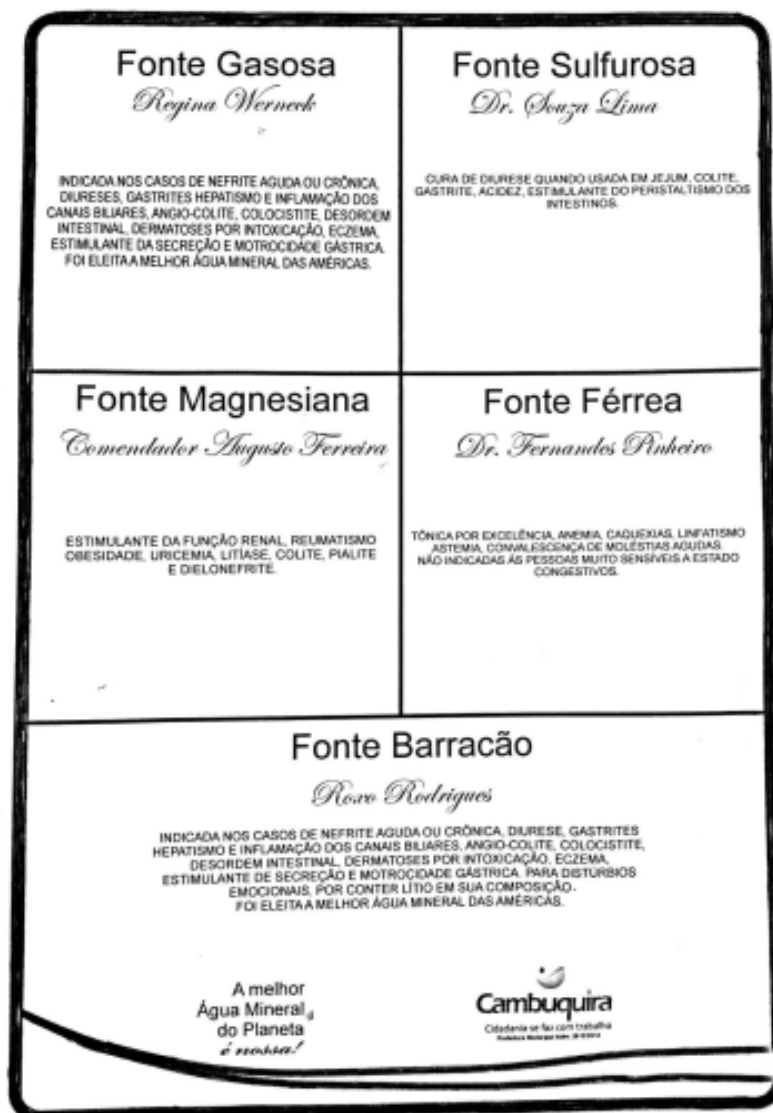 Fonte Gasosa
Regina Werneck
INDICADA NOS CASOS DE NEFRITE AGUDA OU CRÔNICA,
DIURESES, GASTRITES HEPATISMO E INFLAMAÇÃO DOS
CANAIS BILIARES, ANGIO-COLITE, COLOCISTITE, DESORDEM
INTESTINAL, DERMATOSES POR INTOXICAÇÃO, ECZEMA,
ESTIMULANTE DA SECREÇÃO E MOTROCIDADE GÁSTRICA.
FOI ELEITA A MELHOR ÁGUA MINERAL DAS AMÉRICAS.
Fonte Sulfurosa
Dr. Souza Lima
CURA DE DIURESE QUANDO USADA EM JEJUM, COLITE,
GASTRITE, ACIDEZ, ESTIMULANTE DO PERISTALTISMO DOS
INTESTINOS.
Fonte Magnesiana
Comendador Augusto Ferreira
ESTIMULANTE DA FUNÇÃO RENAL, REUMATISMO
OBESIDADE, URICEMIA, LITÍASE, COLITE, PIALITE
E DIELONEFRITE.
Fonte Férrea
Dr. Fernandes Pinheiro
TÔNICA POR EXCELÊNCIA, ANEMIA, CAQUEXIAS, LINFATISMO
ASTEMIA, CONVALESCENÇA DE MOLÉSTIAS AGUDAS.
NÃO INDICADAS ÀS PESSOAS MUITO SENSÍVEIS A ESTADO
CONGESTIVOS.
Fonte Barracão
Roxo Rodrigues
INDICADA NOS CASOS DE NEFRITE AGUDA OU CRÔNICA, DIURESE, GASTRITES
HEPATISMO E INFLAMAÇÃO DOS CANAIS BILIARES, ANGIO-COLITE, COLOCISTITE,
DESORDEM INTESTINAL, DERMATOSES POR INTOXICAÇÃO, ECZEMA,
ESTIMULANTE DE SECREÇÃO E MOTROCIDADE GÁSTRICA. PARA DISTÚRBIOS
EMOCIONAIS, POR CONTER LÍTIO EM SUA COMPOSIÇÃO.
FOI ELEITA A MELHOR ÁGUA MINERAL DAS AMÉRICAS.
A melhor
Água Mineral
do Planeta
é nossa!
Cambuquira
Cidadania se faz com trabalho